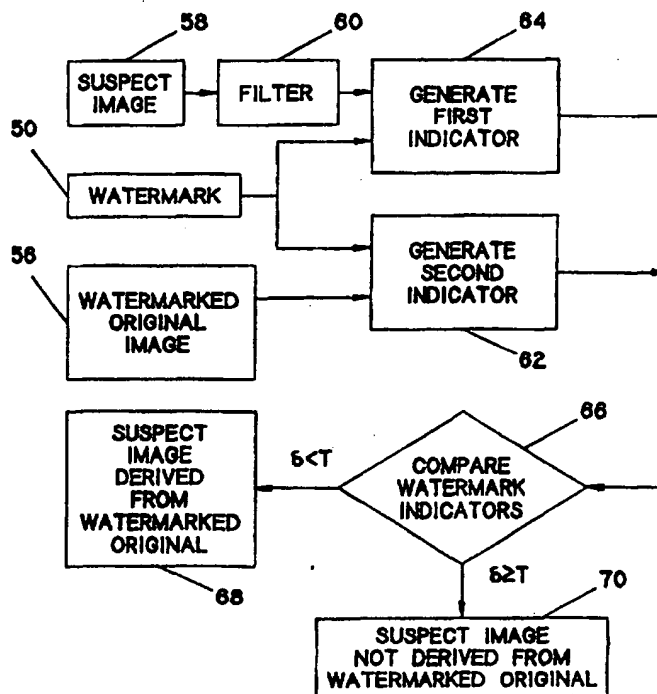 58
60
64
SUSPECT
IMAGE
FILTER
GENERATE
FIRST
INDICATOR
50
WATERMARK
56
WATERMARKED
ORIGINAL
IMAGE
GENERATE
SECOND
INDICATOR
62
SUSPECT
IMAGE
DERIVED
FROM
WATERMARKED
ORIGINAL
68
δ<T
COMPARE
WATERMARK
INDICATORS
66
δ≥T
70
SUSPECT IMAGE
NOT DERIVED FROM
WATERMARKED ORIGINAL